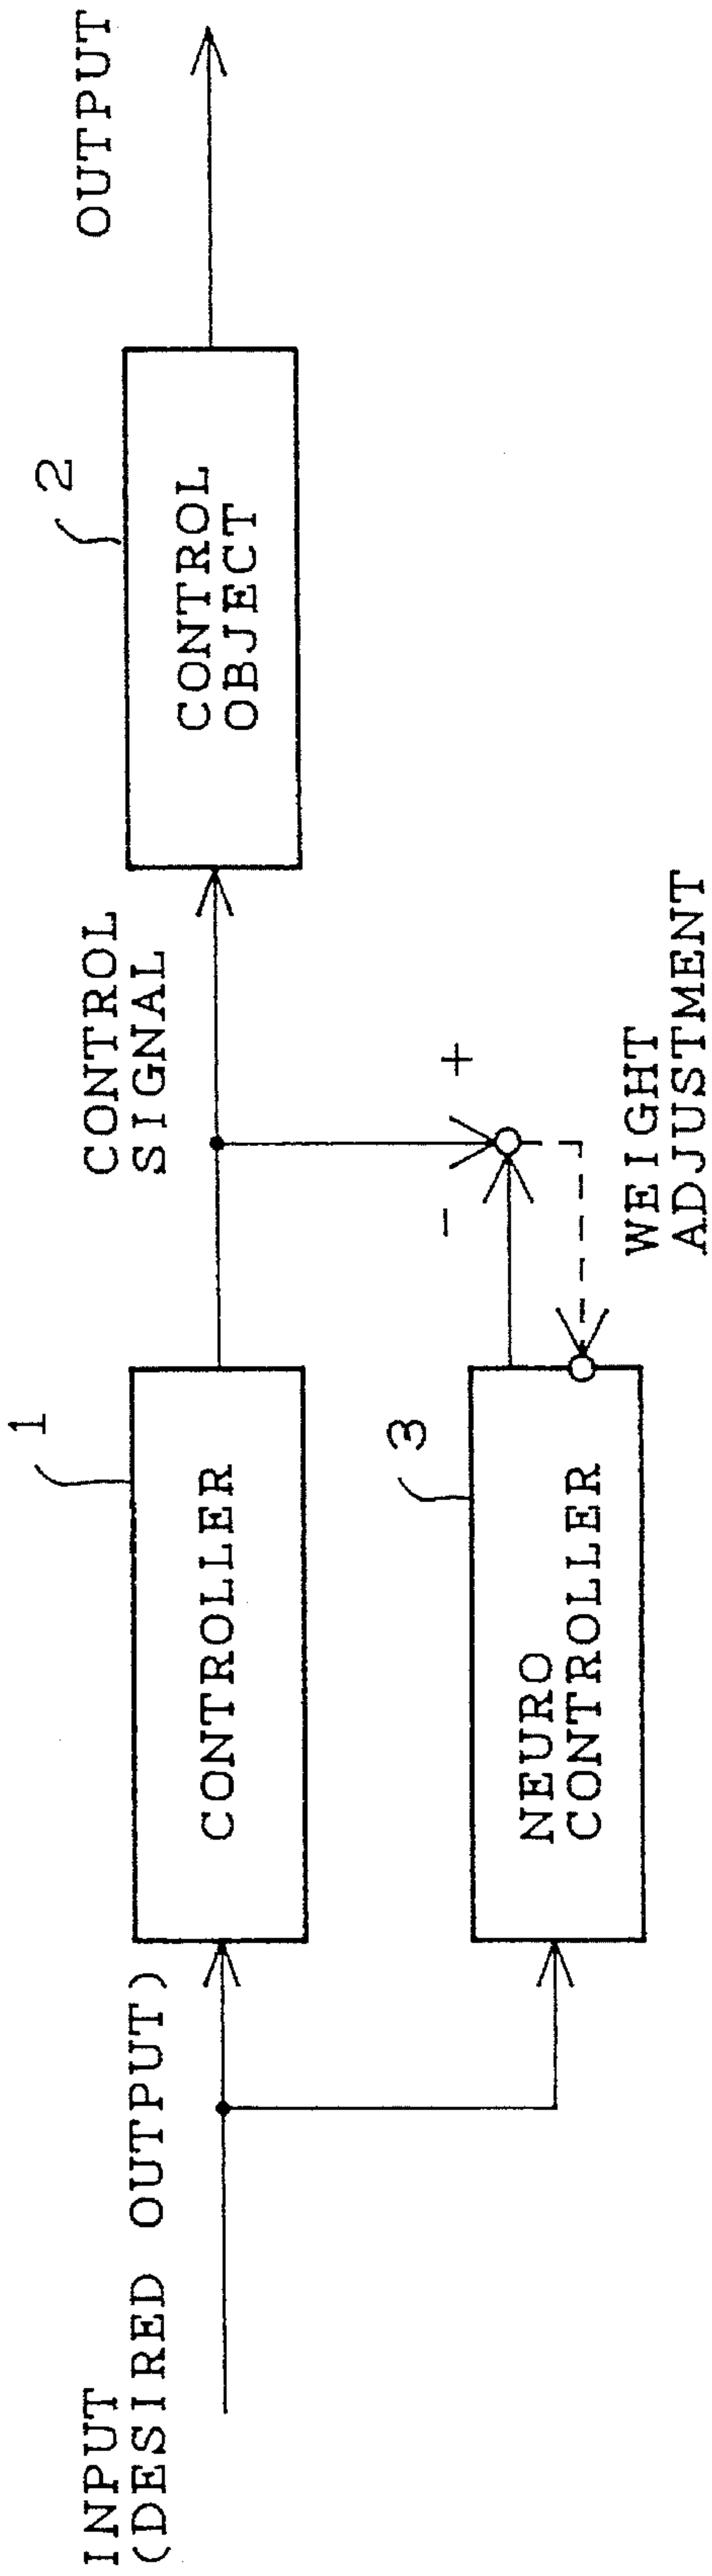 INPUT
(DESIRED OUTPUT)
1
CONTROLLER
CONTROL
SIGNAL
2
CONTROL
OBJECT
OUTPUT
3
NEURO
CONTROLLER
+
-
WEIGHT
ADJUSTMENT